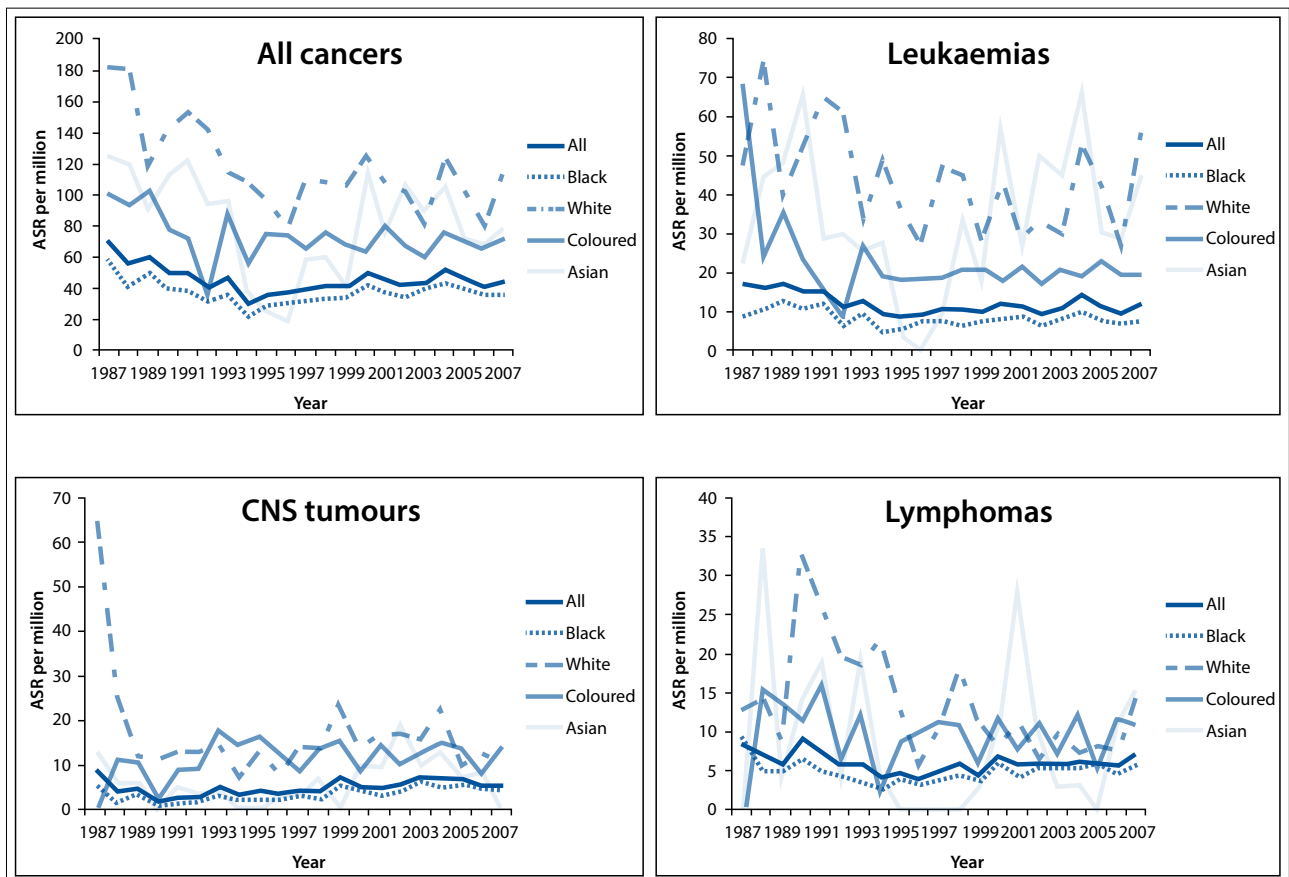 All cancers
ASR per million
200
180
160
140
120
100
80
60
40
20
0
1987 1989 1991 1993 1995 1997 1999 2001 2003 2005 2007
Year
All
Black
White
Coloured
Asian
Leukaemias
ASR per million
80
70
60
50
40
30
20
10
0
1987 1989 1991 1993 1995 1997 1999 2001 2003 2005 2007
Year
All
Black
White
Coloured
Asian
CNS tumours
ASR per million
70
60
50
40
30
20
10
0
1987 1989 1991 1993 1995 1997 1999 2001 2003 2005 2007
Year
All
Black
White
Coloured
Asian
Lymphomas
ASR per million
40
35
30
25
20
15
10
5
0
1987 1989 1991 1993 1995 1997 1999 2001 2003 2005 2007
Year
All
Black
White
Coloured
Asian